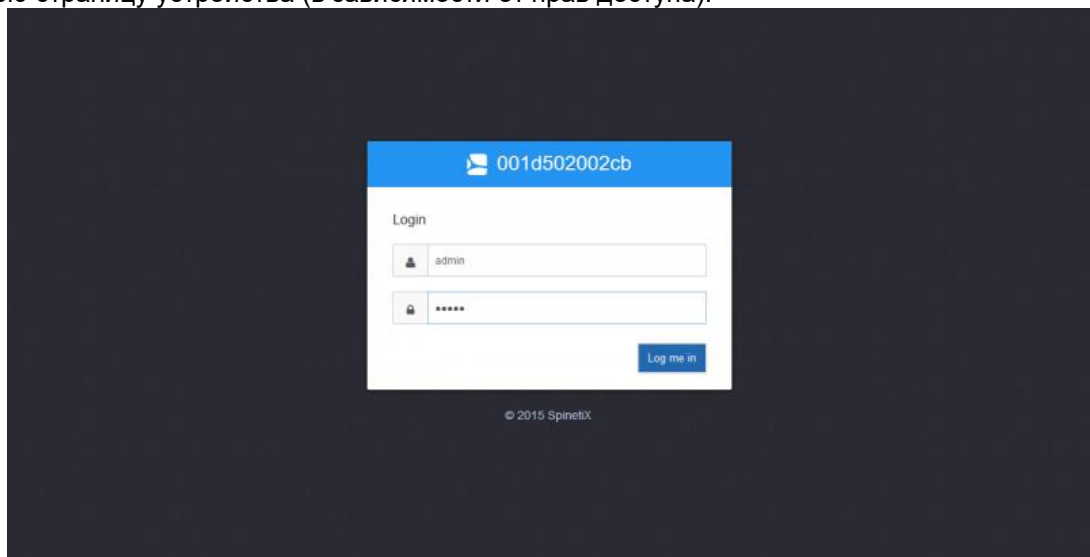 страницу устройства (в зависимости от прав доступа).
001d502002cb
Login
admin
•••••
Log me in
© 2015 SpinetiX